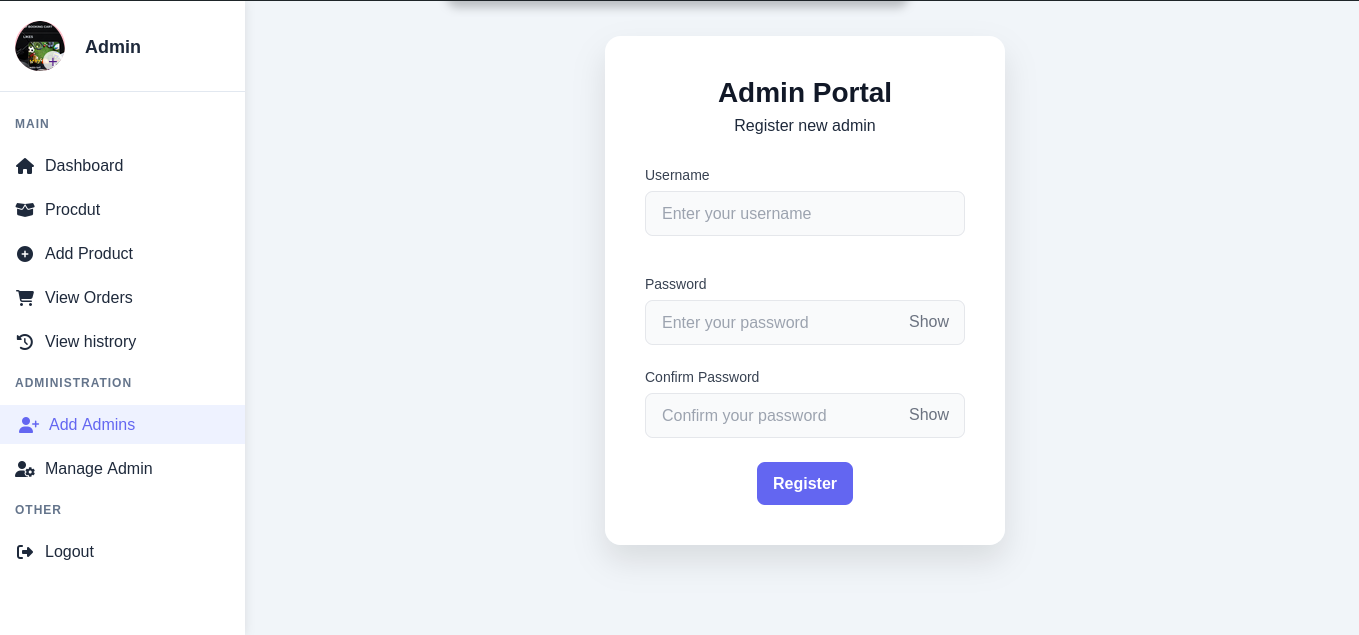 Admin
MAIN
Dashboard
Procdut
Add Product
View Orders
View histrory
ADMINISTRATION
Add Admins
Manage Admin
OTHER
Logout
Admin Portal
Register new admin
Username
Enter your username
Password
Enter your password
Show
Confirm Password
Confirm your password
Show
Register